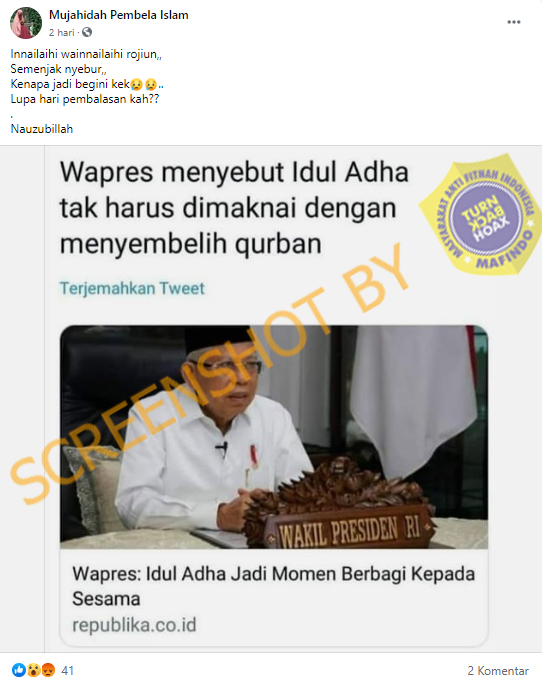 Mujahidah Pembela Islam
2 hari ·
Innailaihi wainnailaihi rojiun,,
Semenjak nyebur,,
Kenapa jadi begini kek😢😢..
Lupa hari pembalasan kah??
.
Nauzubillah
Wapres menyebut Idul Adha
tak harus dimaknai dengan
menyembelih qurban
Terjemahkan Tweet
MASYARAKAT ANTI FITNAH INDONESIA
TURN
BACK
HOAX
MAFINDO
SCREENSHOT BY
WAKIL PRESIDEN RI
Wapres: Idul Adha Jadi Momen Berbagi Kepada
Sesama
republika.co.id
41
2 Komentar